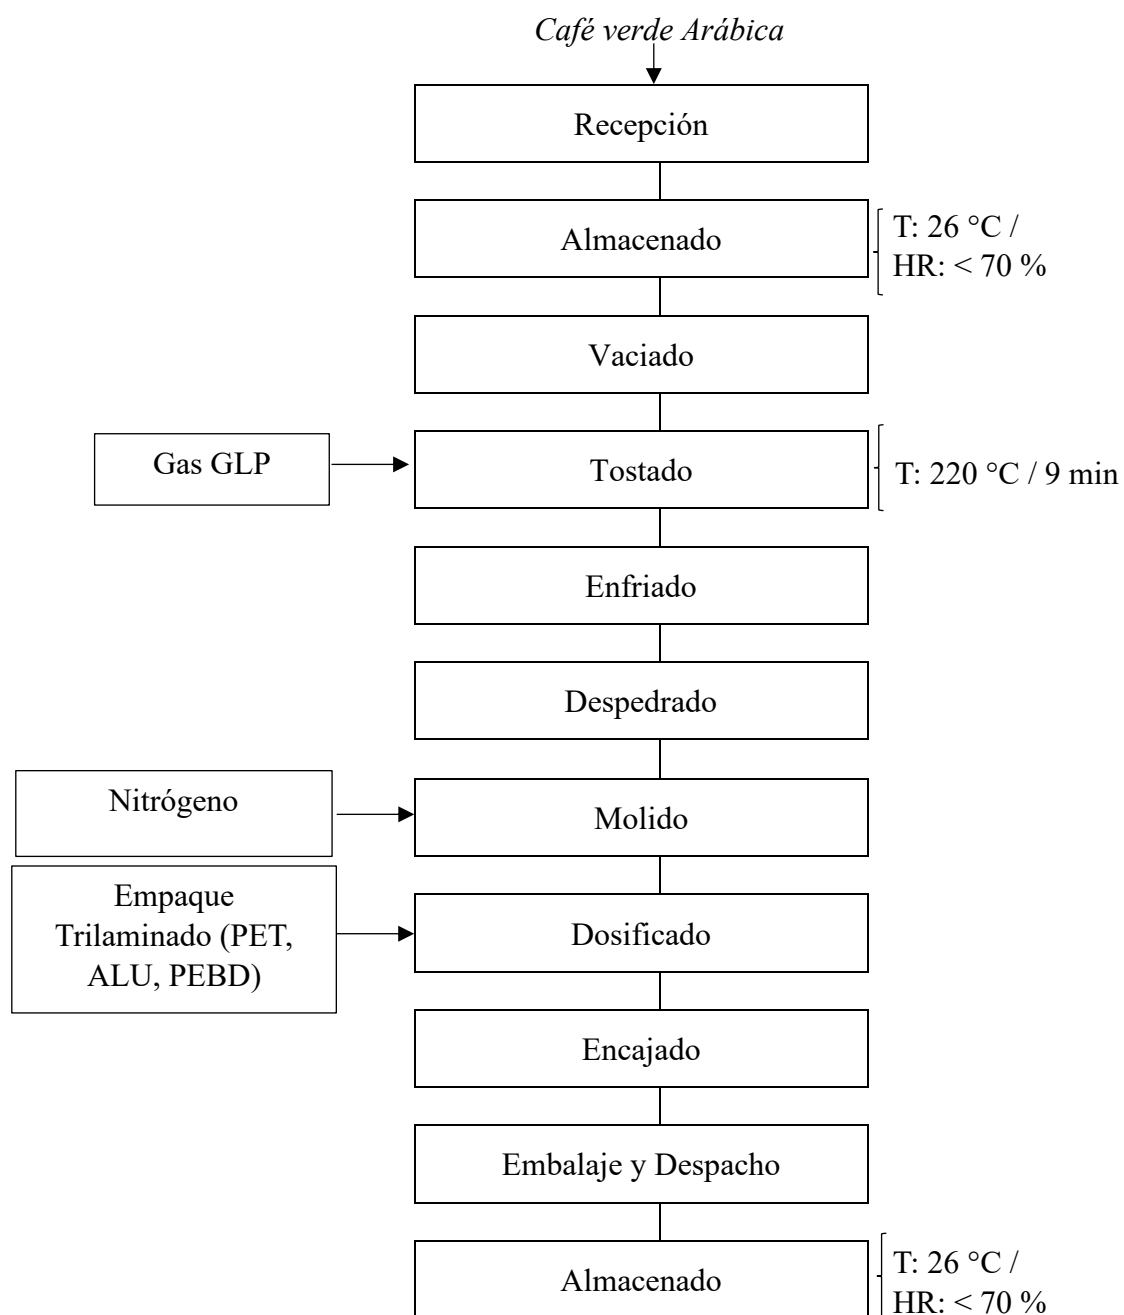 Café verde Arábica
Recepción
Almacenado
T: 26 °C /
HR: < 70 %
Vaciado
Gas GLP
Tostado
T: 220 °C / 9 min
Enfriado
Despedrado
Nitrógeno
Molido
Empaque
Trilaminado (PET,
ALU, PEBD)
Dosificado
Encajado
Embalaje y Despacho
Almacenado
T: 26 °C /
HR: < 70 %